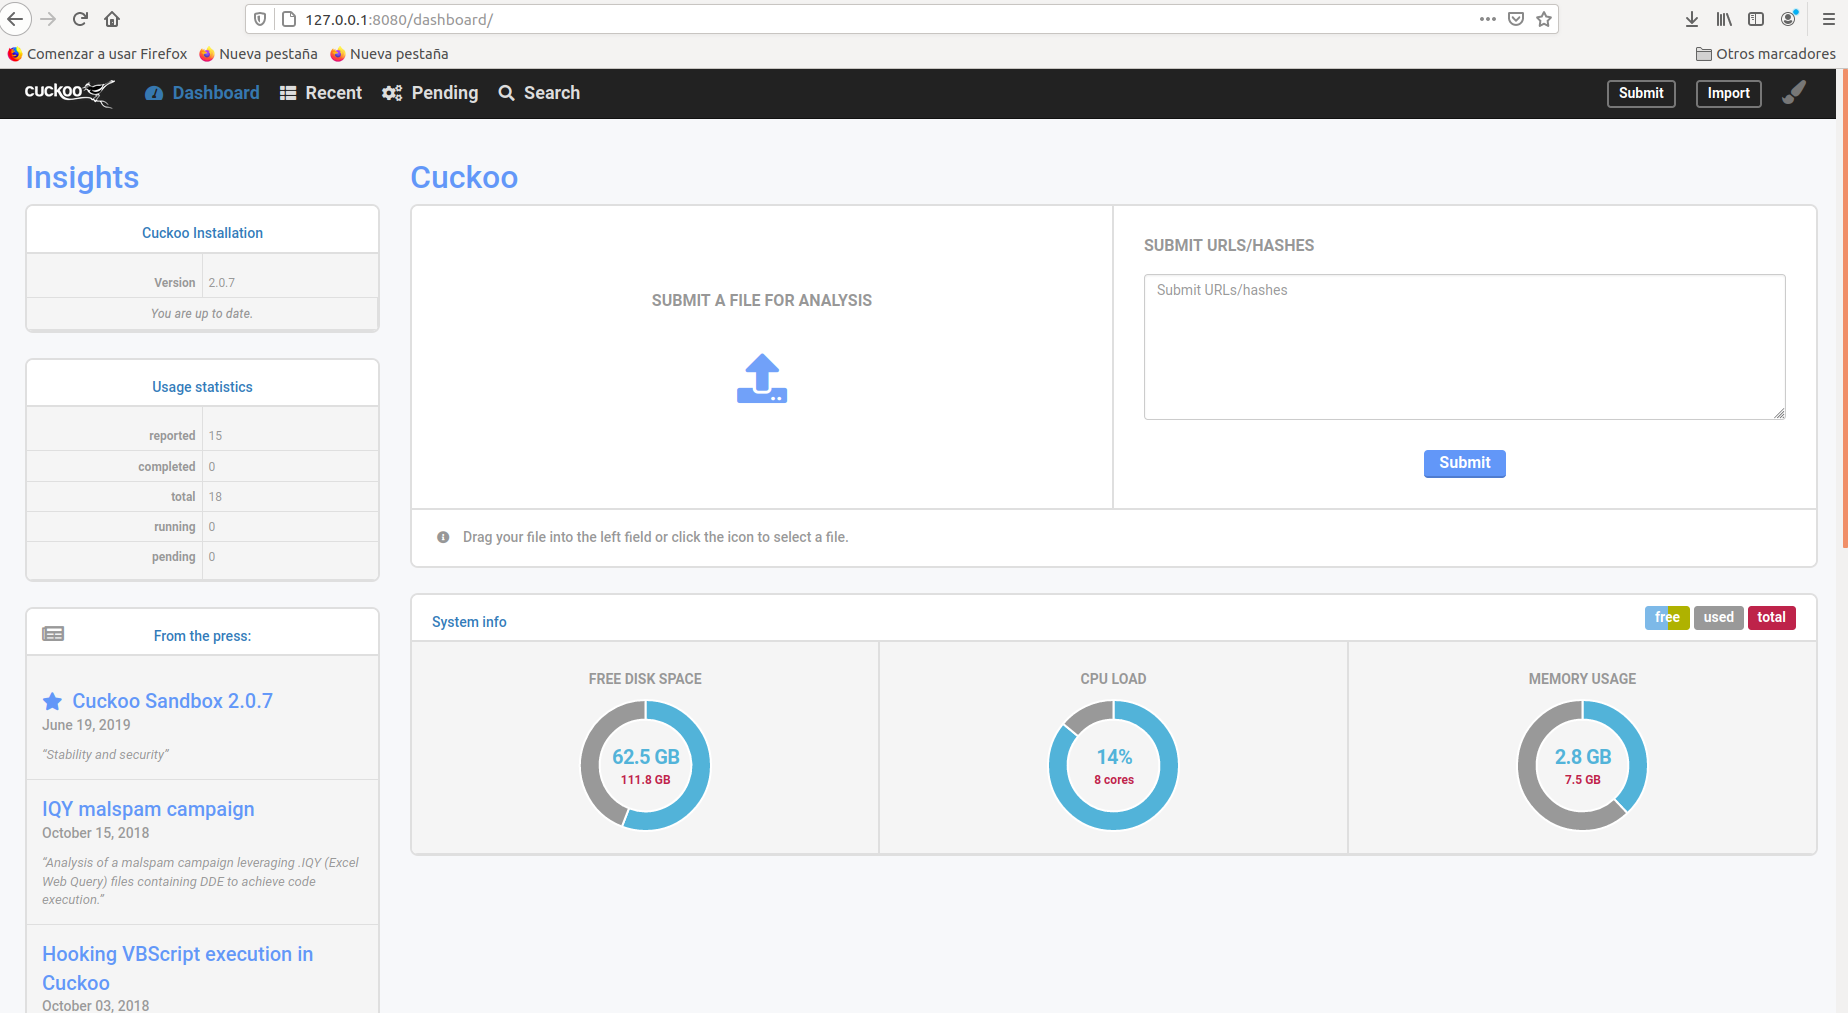 127.0.0.1:8080/dashboard/
Comenzar a usar Firefox Nueva pestaña Nueva pestaña Otros marcadores
cuckoo Dashboard Recent Pending Search Submit Import
Insights
Cuckoo Installation
Version 2.0.7
You are up to date.
Usage statistics
reported 15
completed 0
total 18
running 0
pending 0
From the press:
Cuckoo Sandbox 2.0.7
June 19, 2019
“Stability and security”
IQY malspam campaign
October 15, 2018
“Analysis of a malspam campaign leveraging .IQY (Excel
Web Query) files containing DDE to achieve code
execution.”
Hooking VBScript execution in
Cuckoo
October 03, 2018
Cuckoo
SUBMIT A FILE FOR ANALYSIS
SUBMIT URLS/HASHES
Submit URLs/hashes
Submit
Drag your file into the left field or click the icon to select a file.
System info free used total
FREE DISK SPACE
62.5 GB
111.8 GB
CPU LOAD
14%
8 cores
MEMORY USAGE
2.8 GB
7.5 GB